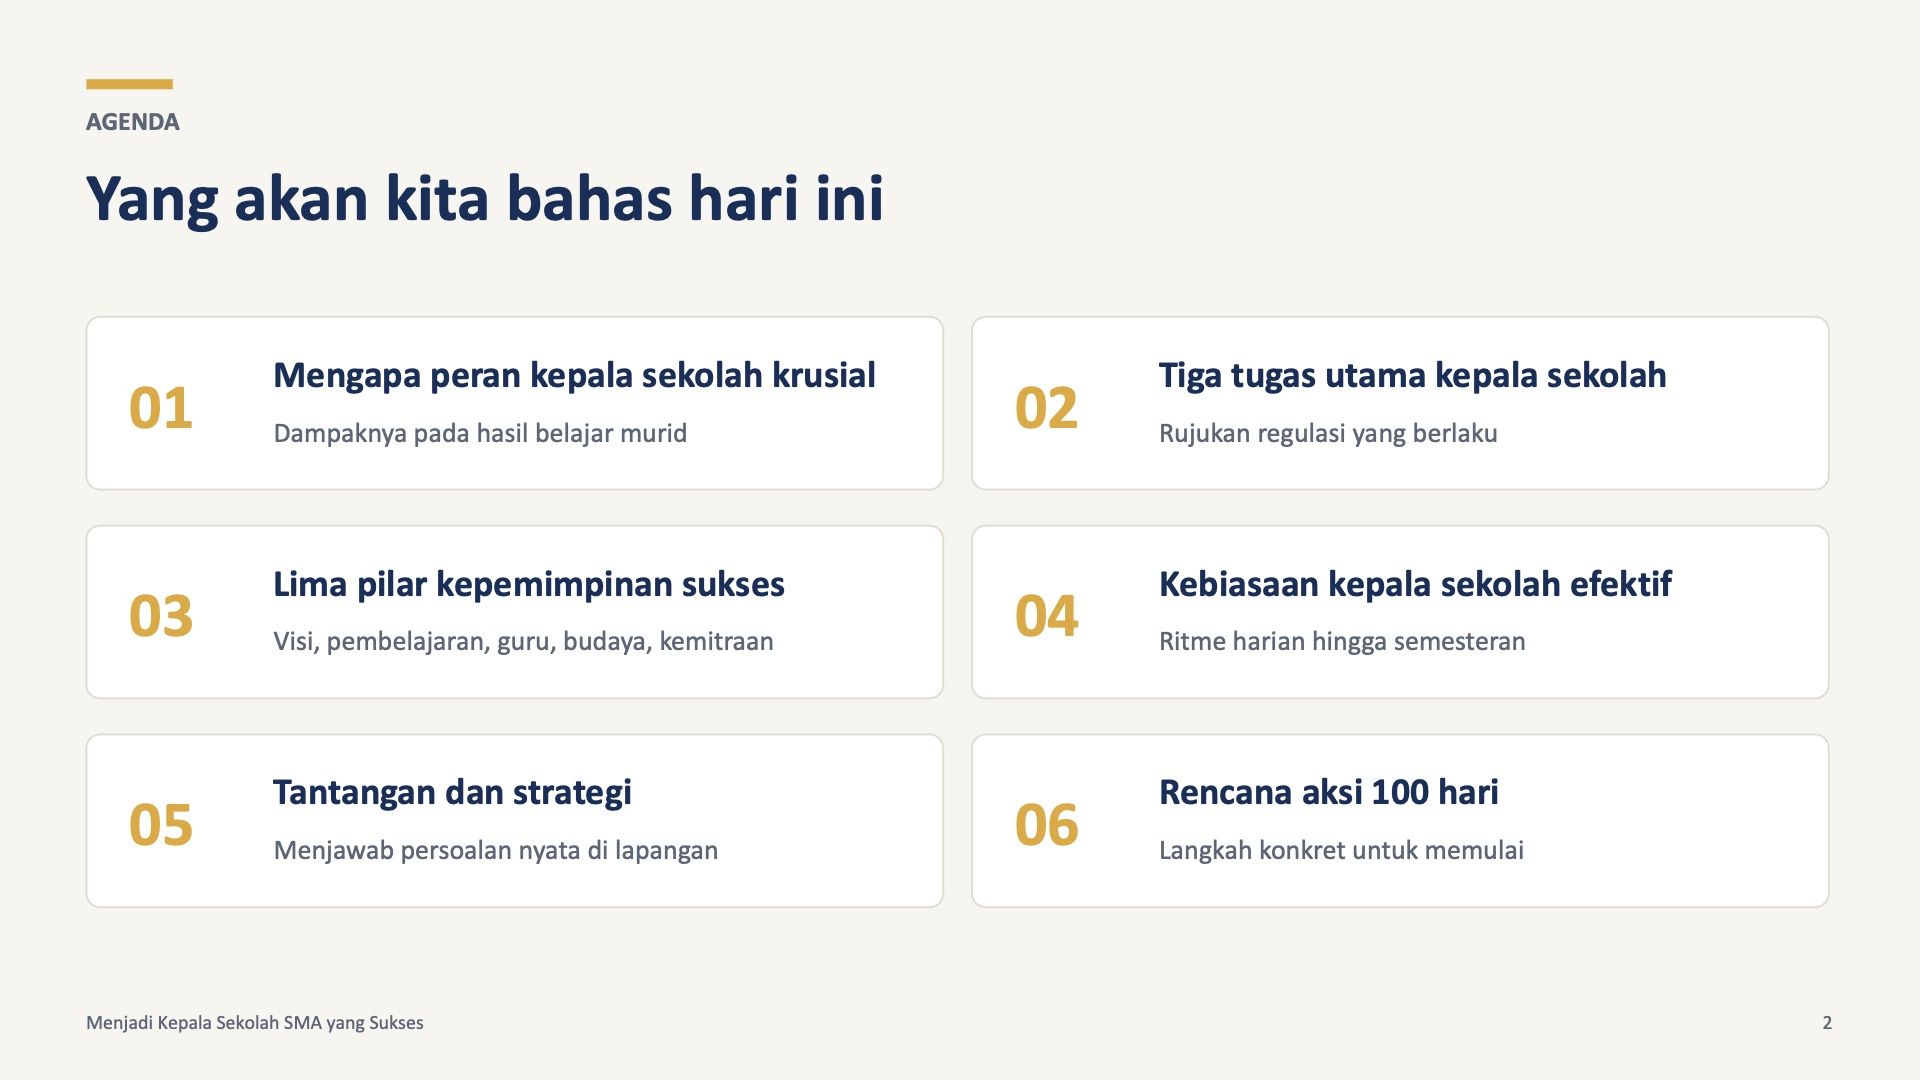 AGENDA
Yang akan kita bahas hari ini
01
Mengapa peran kepala sekolah krusial
Dampaknya pada hasil belajar murid
02
Tiga tugas utama kepala sekolah
Rujukan regulasi yang berlaku
03
Lima pilar kepemimpinan sukses
Visi, pembelajaran, guru, budaya, kemitraan
04
Kebiasaan kepala sekolah efektif
Ritme harian hingga semesteran
05
Tantangan dan strategi
Menjawab persoalan nyata di lapangan
06
Rencana aksi 100 hari
Langkah konkret untuk memulai
Menjadi Kepala Sekolah SMA yang Sukses
2